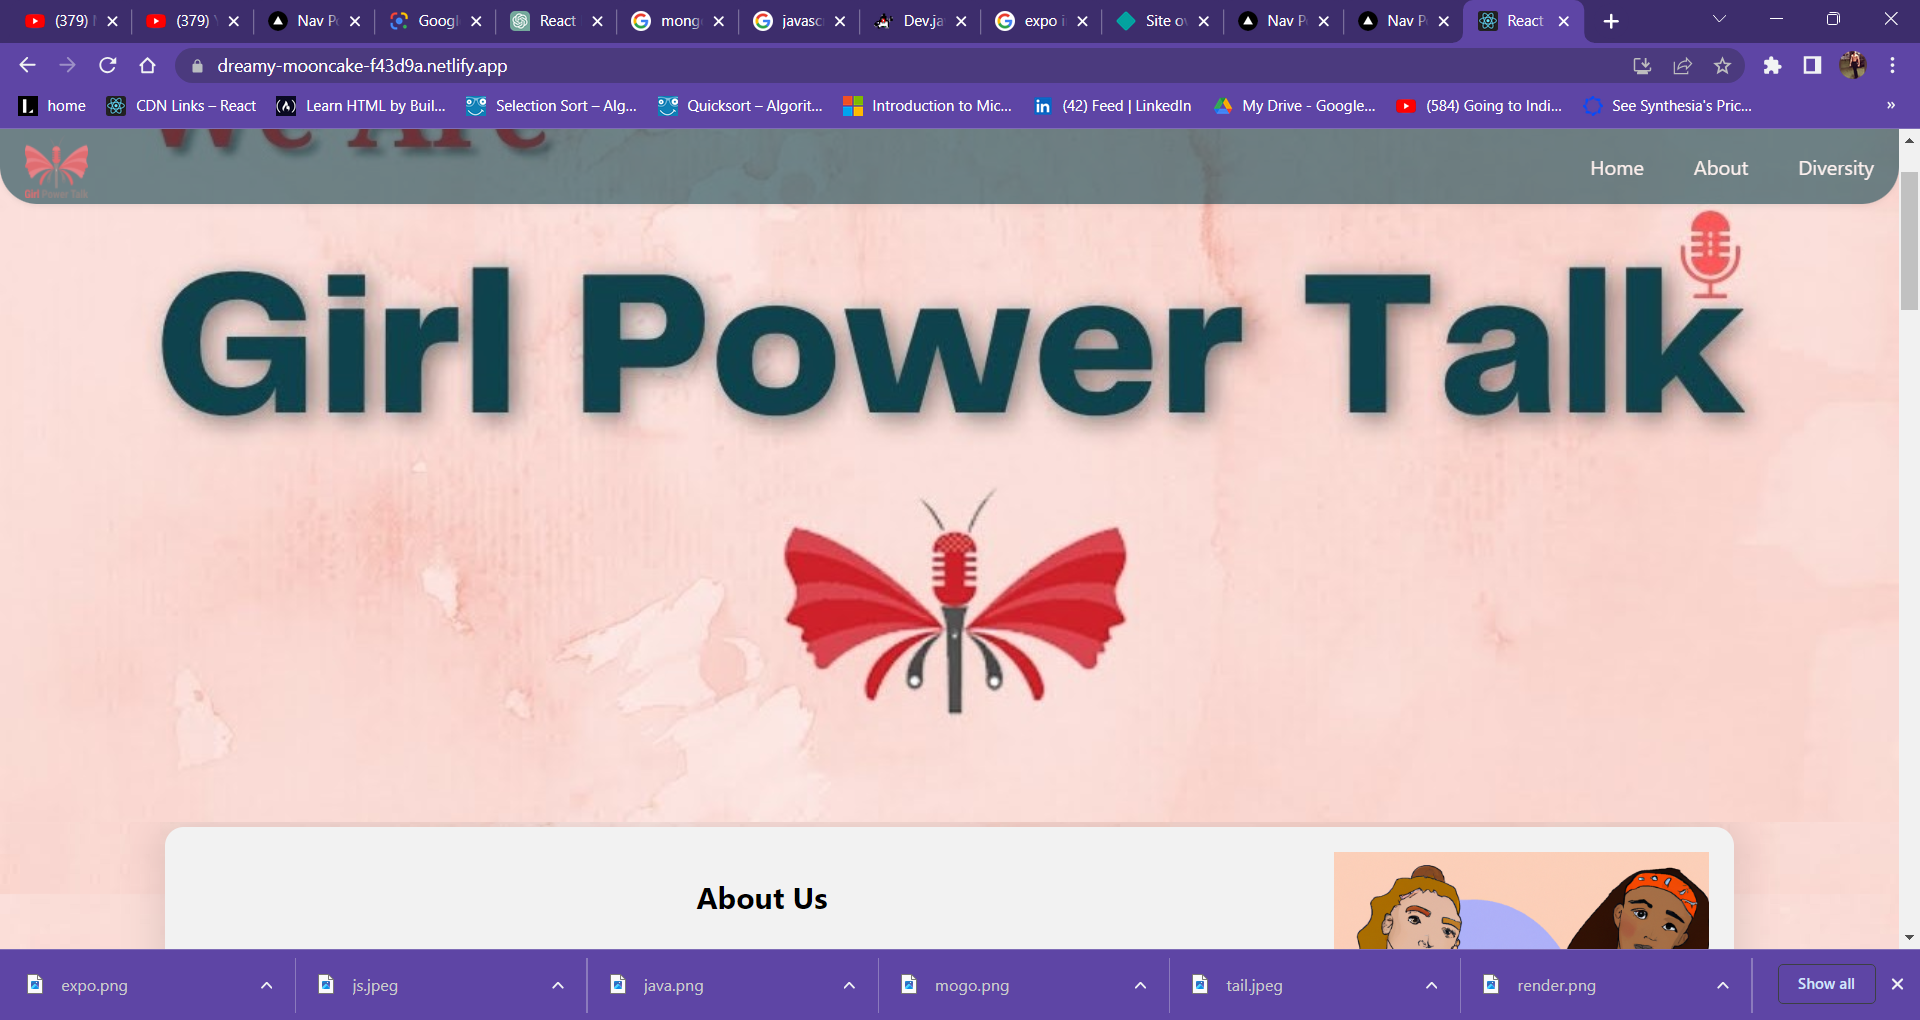 (379)
(379)
Nav P
Googl
React
mong
javasc
Dev.ja
expo i
Site o
Nav P
Nav P
React
dreamy-mooncake-f43d9a.netlify.app
home
CDN Links – React
Learn HTML by Buil...
Selection Sort – Alg...
Quicksort – Algorit...
Introduction to Mic...
(42) Feed | LinkedIn
My Drive - Google...
(584) Going to Indi...
See Synthesia's Pric...
»
We Are
Girl Power Talk
Home
About
Diversity
Girl Power Talk
About Us
expo.png
js.jpeg
java.png
mogo.png
tail.jpeg
render.png
Show all